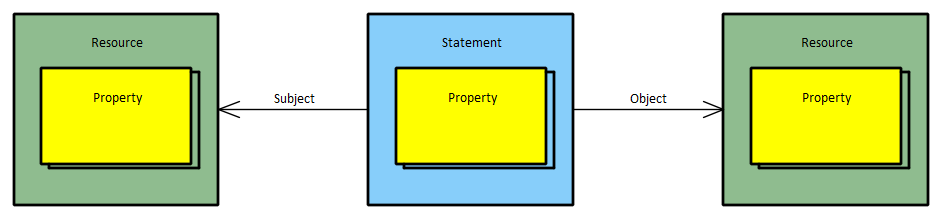 Resource
Statement
Resource
Property
Subject
Property
Object
Property